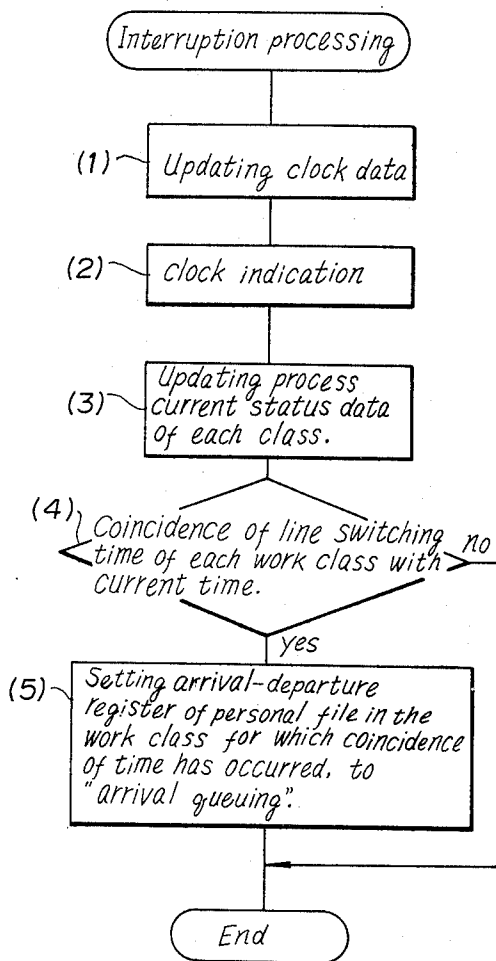 Interruption processing
(1)
Updating clock data
(2)
clock indication
(3)
Updating process
current status data
of each class.
(4)
Coincidence of line switching
time of each work class with
current time.
no
yes
(5)
Setting arrival-departure
register of personal file in the
work class for which coincidence
of time has occurred, to
"arrival queuing".
End